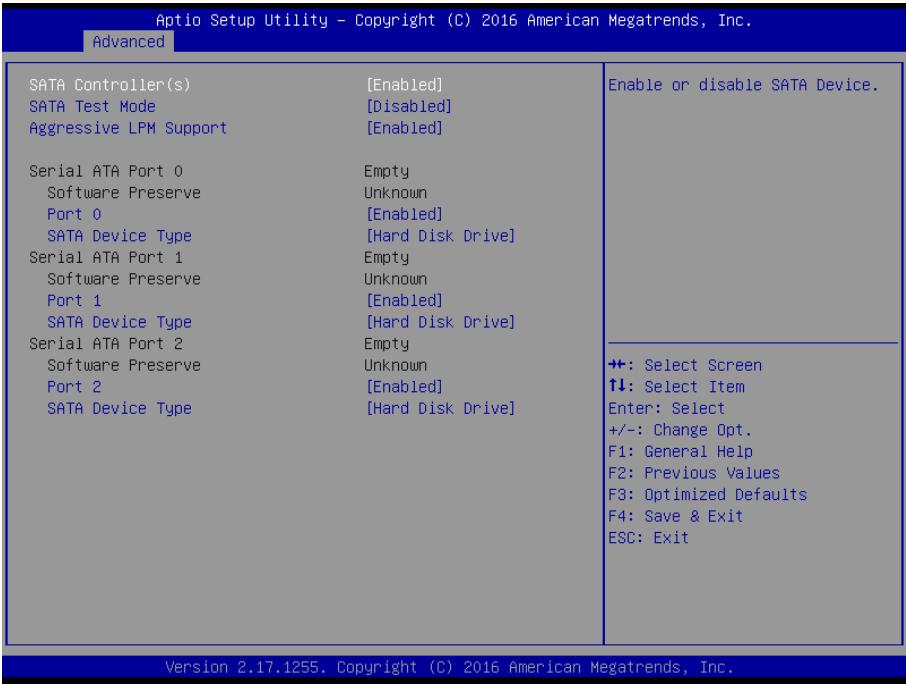 Aptio Setup Utility – Copyright (C) 2016 American Megatrends, Inc.
Advanced
SATA Controller(s) [Enabled]
SATA Test Mode [Disabled]
Aggressive LPM Support [Enabled]
Serial ATA Port 0 Empty
Software Preserve Unknown
Port 0 [Enabled]
SATA Device Type [Hard Disk Drive]
Serial ATA Port 1 Empty
Software Preserve Unknown
Port 1 [Enabled]
SATA Device Type [Hard Disk Drive]
Serial ATA Port 2 Empty
Software Preserve Unknown
Port 2 [Enabled]
SATA Device Type [Hard Disk Drive]
Enable or disable SATA Device.
→←: Select Screen
↑↓: Select Item
Enter: Select
+/-: Change Opt.
F1: General Help
F2: Previous Values
F3: Optimized Defaults
F4: Save & Exit
ESC: Exit
Version 2.17.1255. Copyright (C) 2016 American Megatrends, Inc.